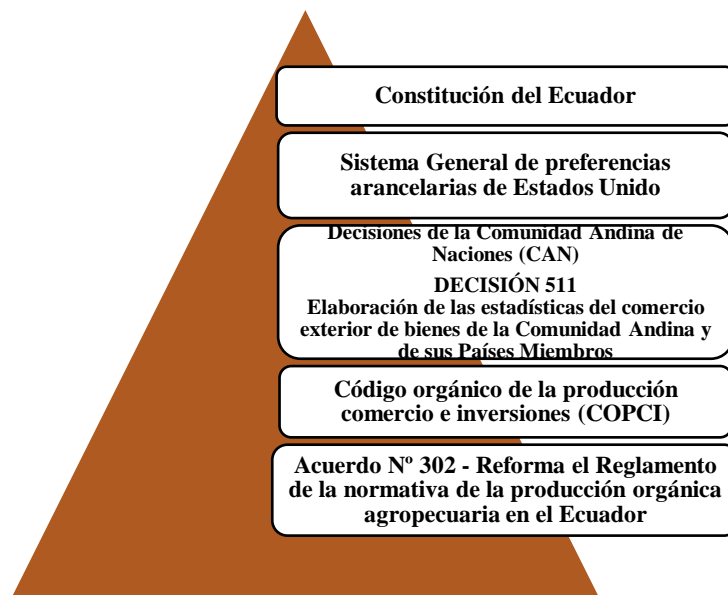 Constitución del Ecuador
Sistema General de preferencias
arancelarias de Estados Unido
Decisiones de la Comunidad Andina de
Naciones (CAN)
DECISIÓN 511
Elaboración de las estadísticas del comercio
exterior de bienes de la Comunidad Andina y
de sus Países Miembros
Código orgánico de la producción
comercio e inversiones (COPCI)
Acuerdo Nº 302 - Reforma el Reglamento
de la normativa de la producción orgánica
agropecuaria en el Ecuador